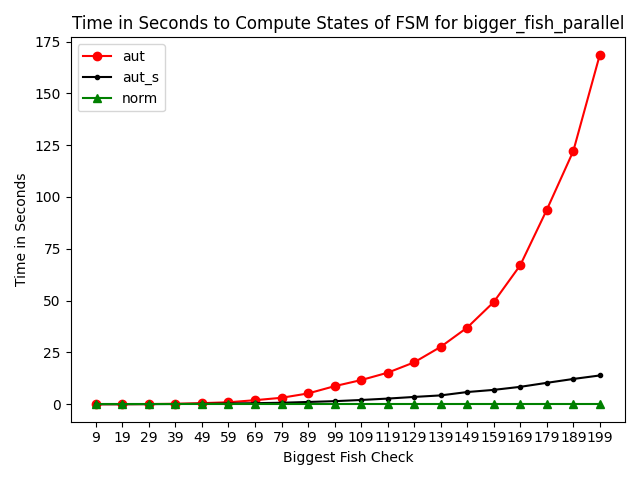 Time in Seconds to Compute States of FSM for bigger_fish_parallel
175
150
125
100
75
50
25
0
aut
aut_s
norm
Time in Seconds
9 19 29 39 49 59 69 79 89 99 109 119 129 139 149 159 169 179 189 199
Biggest Fish Check